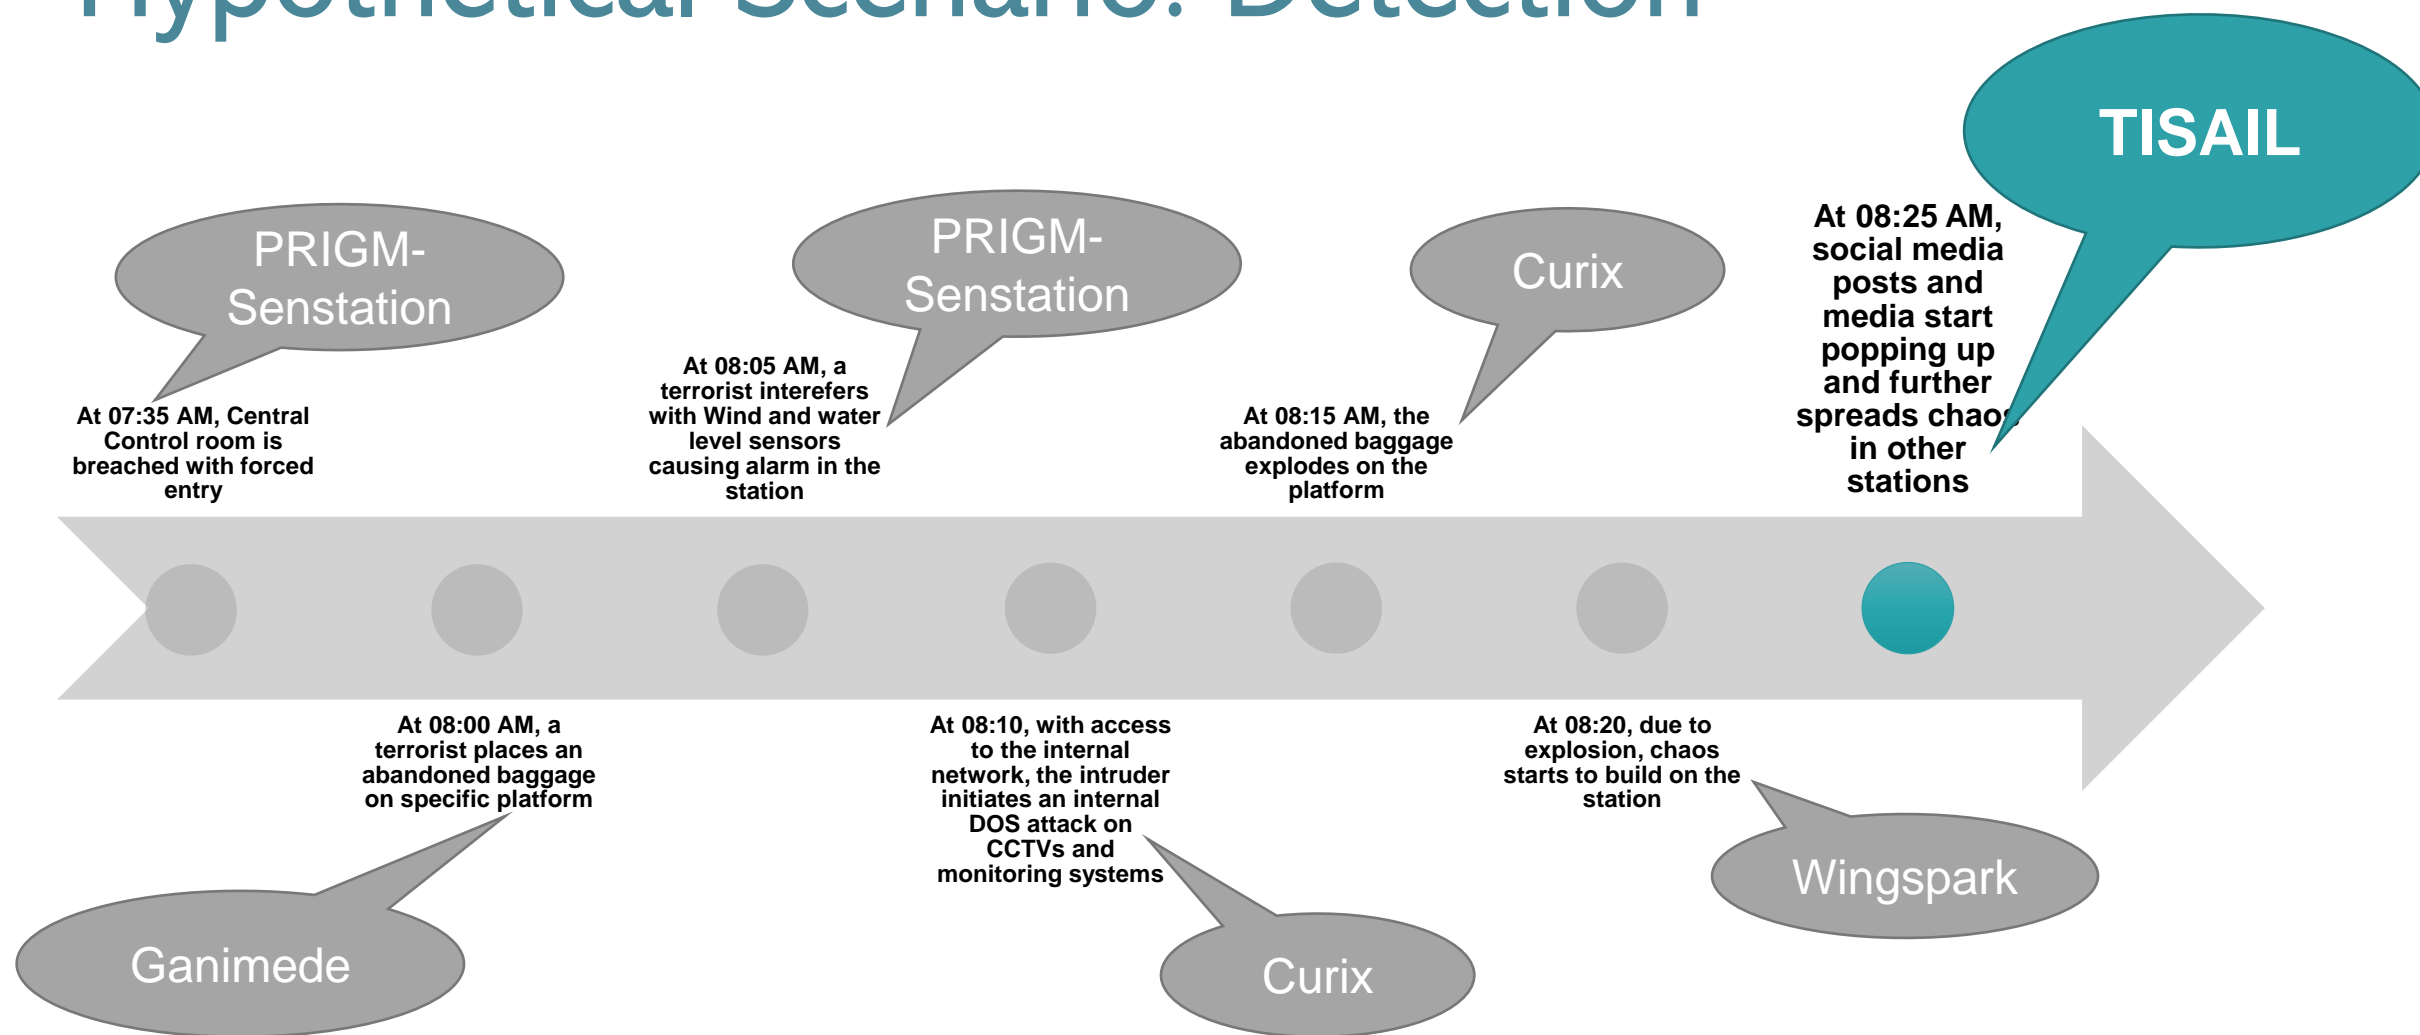 Hypothetical Scenario: Detection
TISAIL
PRIGM-
Senstation
PRIGM-
Senstation
Curix
At 07:35 AM, Central
Control room is
breached with forced
entry
At 08:05 AM, a
terrorist interefers
with Wind and water
level sensors
causing alarm in the
station
At 08:15 AM, the
abandoned baggage
explodes on the
platform
At 08:25 AM,
social media
posts and
media start
popping up
and further
spreads chaos
in other
stations
At 08:00 AM, a
terrorist places an
abandoned baggage
on specific platform
At 08:10, with access
to the internal
network, the intruder
initiates an internal
DOS attack on
CCTVs and
monitoring systems
At 08:20, due to
explosion, chaos
starts to build on the
station
Ganimede
Curix
Wingspark